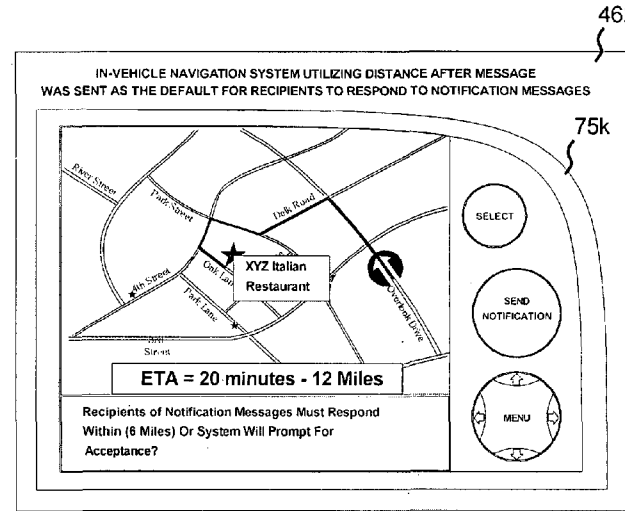 46
IN-VEHICLE NAVIGATION SYSTEM UTILIZING DISTANCE AFTER MESSAGE
WAS SENT AS THE DEFAULT FOR RECIPIENTS TO RESPOND TO NOTIFICATION MESSAGES
75k
River Street
Park Street
Delk Road
SELECT
XYZ Italian
Restaurant
Oak Lane
4th Street
Park Lane
Overlook Drive
SEND
NOTIFICATION
3rd
Street
ETA = 20 minutes - 12 Miles
Recipients of Notification Messages Must Respond
Within (6 Miles) Or System Will Prompt For
Acceptance?
MENU